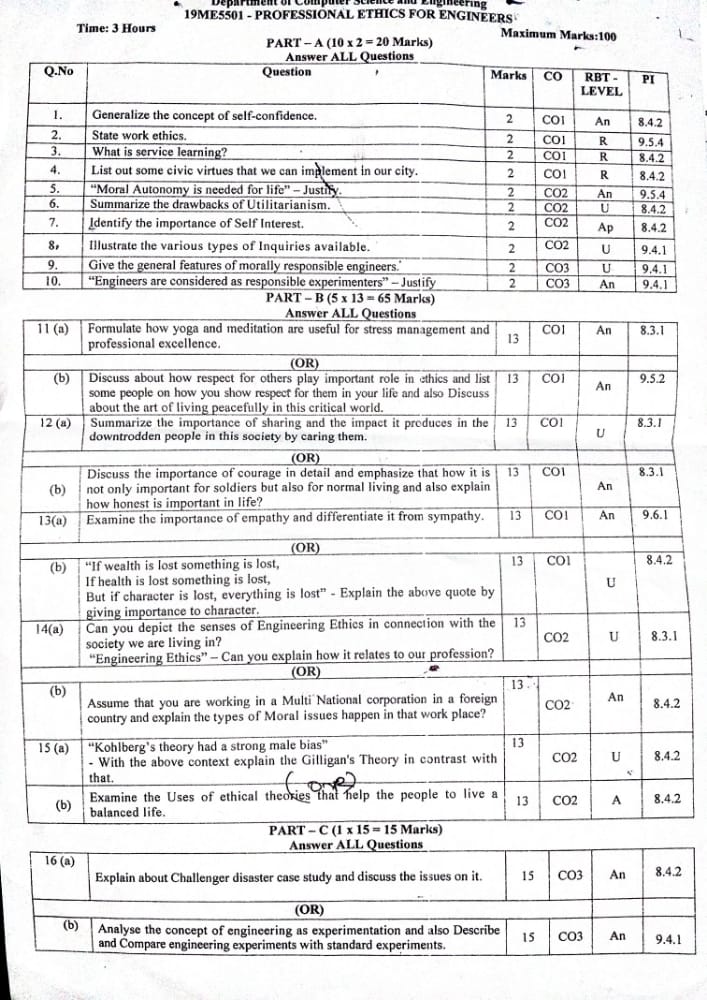 Department of Computer Science and Engineering
19ME5501 - PROFESSIONAL ETHICS FOR ENGINEERS
Time: 3 Hours
Maximum Marks:100
PART – A (10 x 2 = 20 Marks)
Answer ALL Questions
Q.No Question Marks CO RBT - LEVEL PI
1. Generalize the concept of self-confidence. 2 CO1 An 8.4.2
2. State work ethics. 2 CO1 R 9.5.4
3. What is service learning? 2 CO1 R 8.4.2
4. List out some civic virtues that we can implement in our city. 2 CO1 R 8.4.2
5. “Moral Autonomy is needed for life” – Justify. 2 CO2 An 9.5.4
6. Summarize the drawbacks of Utilitarianism. 2 CO2 U 8.4.2
7. Identify the importance of Self Interest. 2 CO2 Ap 8.4.2
8. Illustrate the various types of Inquiries available. 2 CO2 U 9.4.1
9. Give the general features of morally responsible engineers. 2 CO3 U 9.4.1
10. “Engineers are considered as responsible experimenters” – Justify 2 CO3 An 9.4.1
PART – B (5 x 13 = 65 Marks)
Answer ALL Questions
11 (a) Formulate how yoga and meditation are useful for stress management and 13 CO1 An 8.3.1
professional excellence.
(OR)
(b) Discuss about how respect for others play important role in ethics and list 13 CO1 An 9.5.2
some people on how you show respect for them in your life and also Discuss
about the art of living peacefully in this critical world.
12 (a) Summarize the importance of sharing and the impact it produces in the 13 CO1 U 8.3.1
downtrodden people in this society by caring them.
(OR)
(b) Discuss the importance of courage in detail and emphasize that how it is 13 CO1 An 8.3.1
not only important for soldiers but also for normal living and also explain
how honest is important in life?
13(a) Examine the importance of empathy and differentiate it from sympathy. 13 CO1 An 9.6.1
(OR)
(b) “If wealth is lost something is lost, 13 CO1 U 8.4.2
If health is lost something is lost,
But if character is lost, everything is lost” - Explain the above quote by
giving importance to character.
14(a) Can you depict the senses of Engineering Ethics in connection with the 13 CO2 U 8.3.1
society we are living in?
“Engineering Ethics” – Can you explain how it relates to our profession?
(OR)
(b) Assume that you are working in a Multi National corporation in a foreign 13 CO2 An 8.4.2
country and explain the types of Moral issues happen in that work place?
15 (a) “Kohlberg’s theory had a strong male bias” 13 CO2 U 8.4.2
- With the above context explain the Gilligan’s Theory in contrast with
that.
(OR)
(b) Examine the Uses of ethical theories that help the people to live a 13 CO2 A 8.4.2
balanced life.
PART – C (1 x 15 = 15 Marks)
Answer ALL Questions
16 (a) Explain about Challenger disaster case study and discuss the issues on it. 15 CO3 An 8.4.2
(OR)
(b) Analyse the concept of engineering as experimentation and also Describe 15 CO3 An 9.4.1
and Compare engineering experiments with standard experiments.